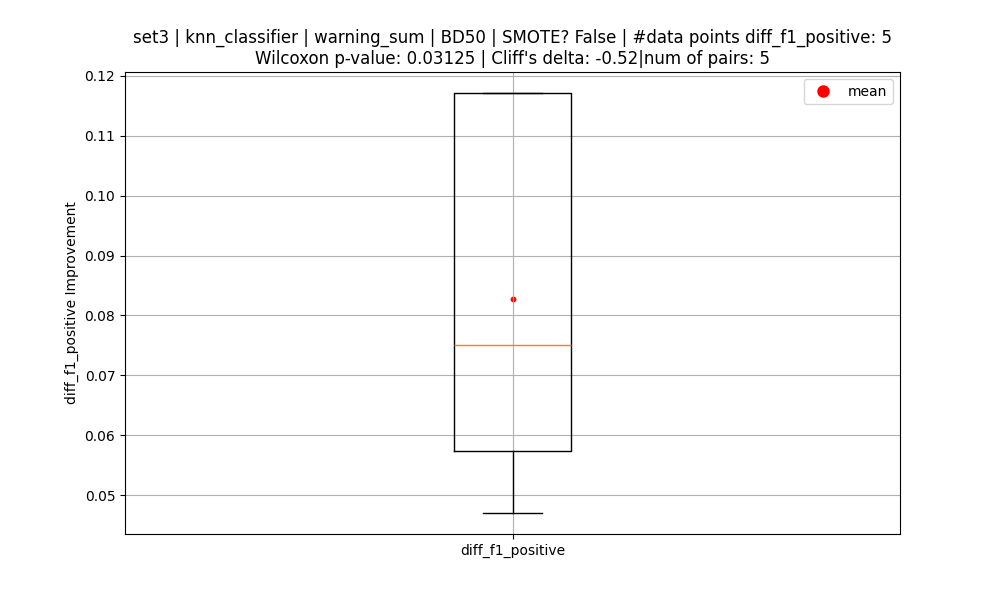 set3 | knn_classifier | warning_sum | BD50 | SMOTE? False | #data points diff_f1_positive: 5
Wilcoxon p-value: 0.03125 | Cliff's delta: -0.52|num of pairs: 5
mean
0.12
0.11
0.10
0.09
0.08
0.07
0.06
0.05
diff_f1_positive Improvement
diff_f1_positive